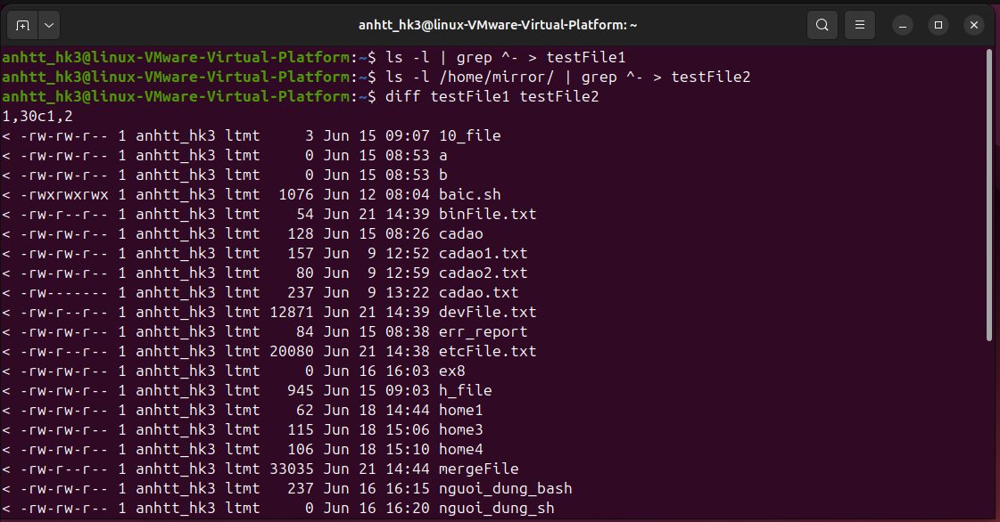 anhtt_hk3@linux-VMware-Virtual-Platform: ~
anhtt_hk3@linux-VMware-Virtual-Platform:~$ ls -l | grep ^- > testFile1
anhtt_hk3@linux-VMware-Virtual-Platform:~$ ls -l /home/mirror/ | grep ^- > testFile2
anhtt_hk3@linux-VMware-Virtual-Platform:~$ diff testFile1 testFile2
1,30c1,2
< -rw-rw-r-- 1 anhtt_hk3 ltmt     3 Jun 15 09:07 10_file
< -rw-rw-r-- 1 anhtt_hk3 ltmt     0 Jun 15 08:53 a
< -rw-rw-r-- 1 anhtt_hk3 ltmt     0 Jun 15 08:53 b
< -rwxrwxrwx 1 anhtt_hk3 ltmt  1076 Jun 12 08:04 baic.sh
< -rw-r--r-- 1 anhtt_hk3 ltmt    54 Jun 21 14:39 binFile.txt
< -rw-rw-r-- 1 anhtt_hk3 ltmt   128 Jun 15 08:26 cadao
< -rw-rw-r-- 1 anhtt_hk3 ltmt   157 Jun  9 12:52 cadao1.txt
< -rw-rw-r-- 1 anhtt_hk3 ltmt    80 Jun  9 12:59 cadao2.txt
< -rw------- 1 anhtt_hk3 ltmt   237 Jun  9 13:22 cadao.txt
< -rw-r--r-- 1 anhtt_hk3 ltmt 12871 Jun 21 14:39 devFile.txt
< -rw-rw-r-- 1 anhtt_hk3 ltmt    84 Jun 15 08:38 err_report
< -rw-r--r-- 1 anhtt_hk3 ltmt 20080 Jun 21 14:38 etcFile.txt
< -rw-rw-r-- 1 anhtt_hk3 ltmt     0 Jun 16 16:03 ex8
< -rw-rw-r-- 1 anhtt_hk3 ltmt   945 Jun 15 09:03 h_file
< -rw-rw-r-- 1 anhtt_hk3 ltmt    62 Jun 18 14:44 home1
< -rw-rw-r-- 1 anhtt_hk3 ltmt   115 Jun 18 15:06 home3
< -rw-rw-r-- 1 anhtt_hk3 ltmt   106 Jun 18 15:10 home4
< -rw-r--r-- 1 anhtt_hk3 ltmt 33035 Jun 21 14:44 mergeFile
< -rw-rw-r-- 1 anhtt_hk3 ltmt   237 Jun 16 16:15 nguoi_dung_bash
< -rw-rw-r-- 1 anhtt_hk3 ltmt     0 Jun 16 16:20 nguoi_dung_sh